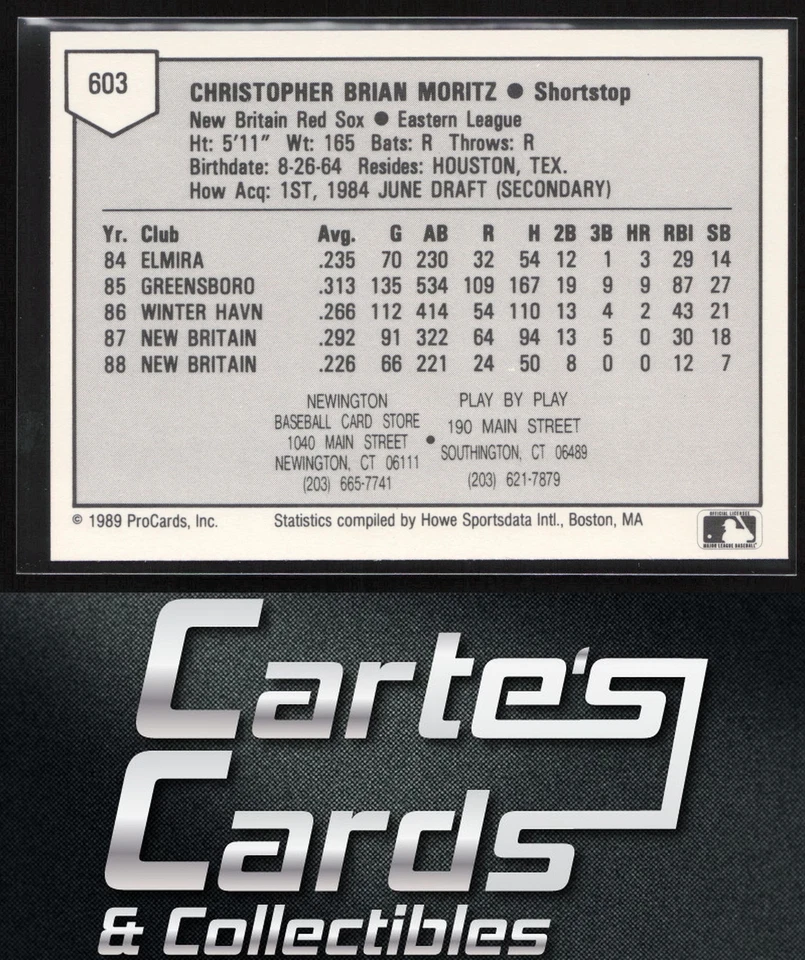 603
CHRISTOPHER BRIAN MORITZ ● Shortstop
New Britain Red Sox ● Eastern League
Ht: 5'11" Wt: 165 Bats: R Throws: R
Birthdate: 8-26-64 Resides: HOUSTON, TEX.
How Acq: 1ST, 1984 JUNE DRAFT (SECONDARY)
Yr. Club Avg. G AB R H 2B 3B HR RBI SB
84 ELMIRA .235 70 230 32 54 12 1 3 29 14
85 GREENSBORO .313 135 534 109 167 19 9 9 87 27
86 WINTER HAVN .266 112 414 54 110 13 4 2 43 21
87 NEW BRITAIN .292 91 322 64 94 13 5 0 30 18
88 NEW BRITAIN .226 66 221 24 50 8 0 0 12 7
NEWINGTON
BASEBALL CARD STORE
1040 MAIN STREET ●
NEWINGTON, CT 06111
(203) 665-7741
PLAY BY PLAY
190 MAIN STREET
SOUTHINGTON, CT 06489
(203) 621-7879
© 1989 ProCards, Inc. Statistics compiled by Howe Sportsdata Intl., Boston, MA
OFFICIAL LICENSEE
MAJOR LEAGUE BASEBALL
Carte's
Cards
& Collectibles